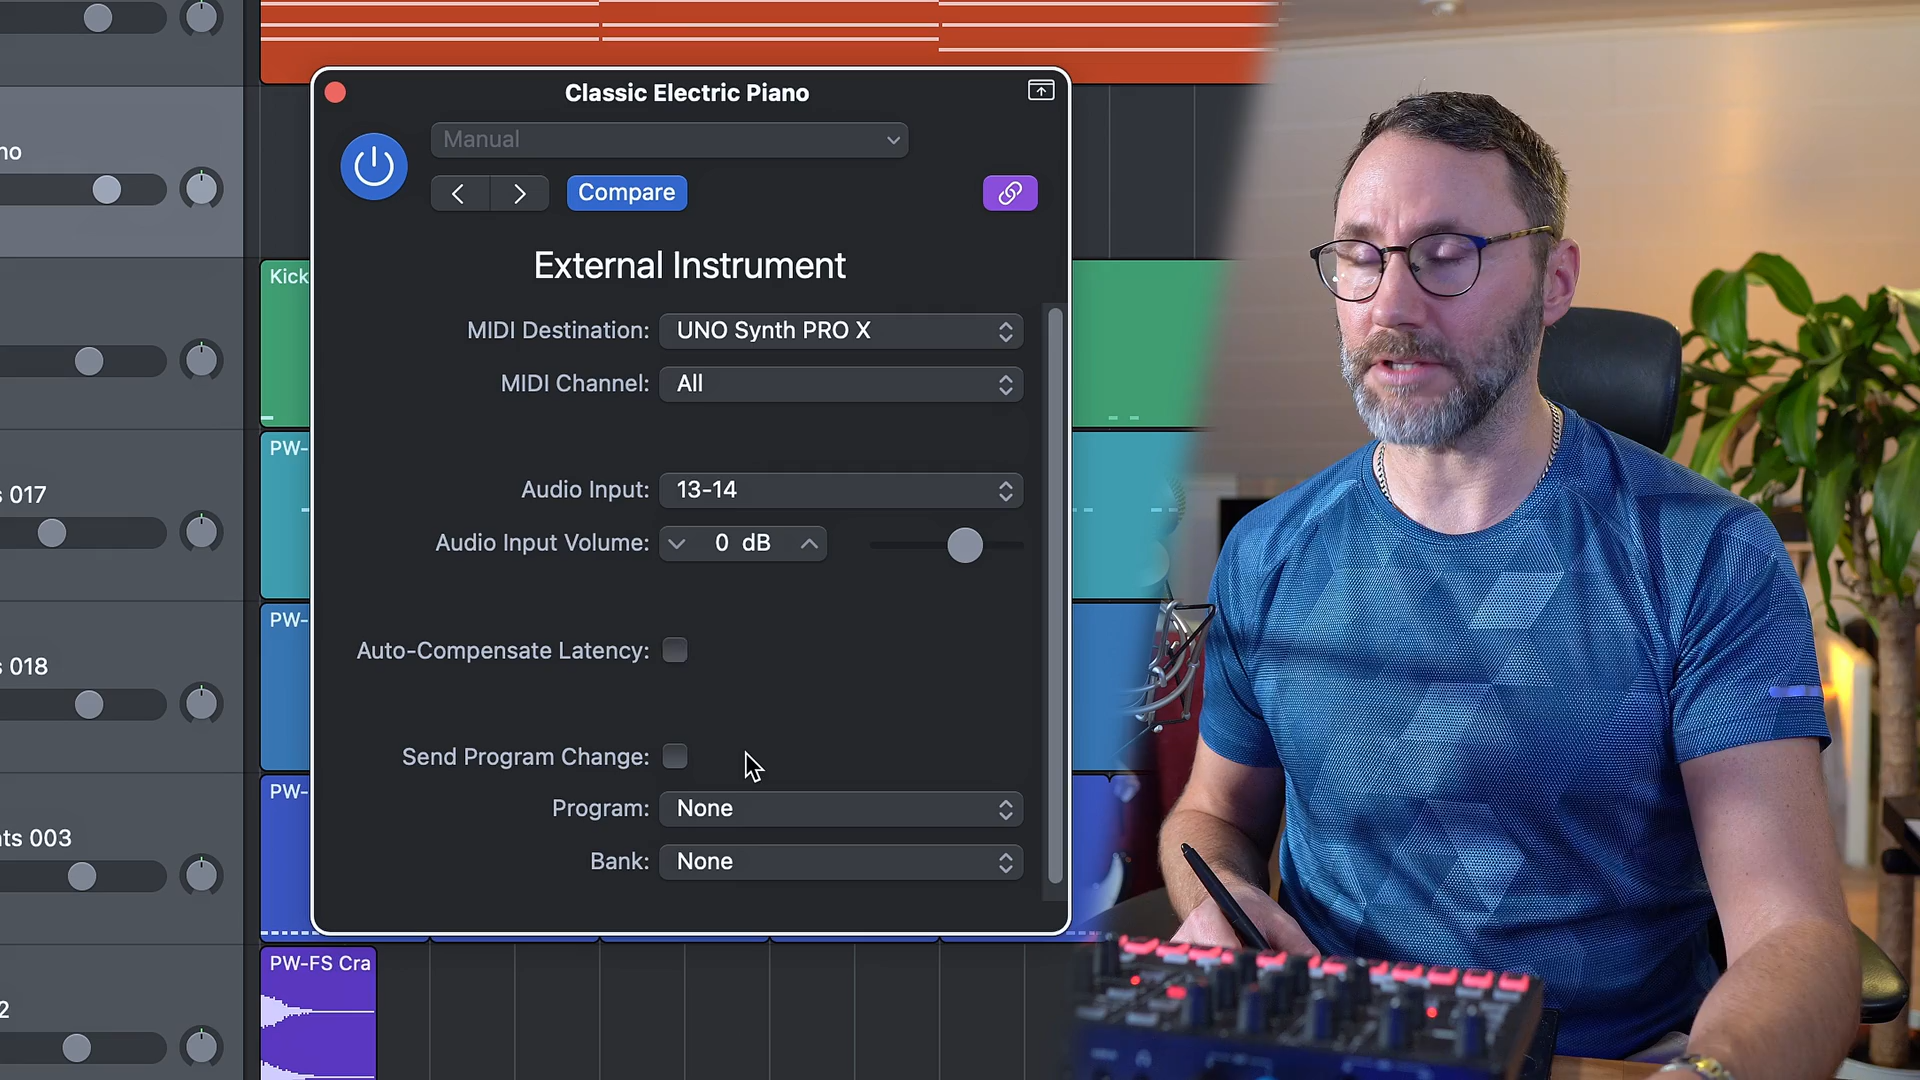 Classic Electric Piano
Manual
Compare
External Instrument
MIDI Destination: UNO Synth PRO X
MIDI Channel: All
Audio Input: 13-14
Audio Input Volume: 0 dB
Auto-Compensate Latency:
Send Program Change:
Program: None
Bank: None
no
s 017
s 018
nts 003
2
Kick
PW-
PW-
PW-
PW-FS Cra